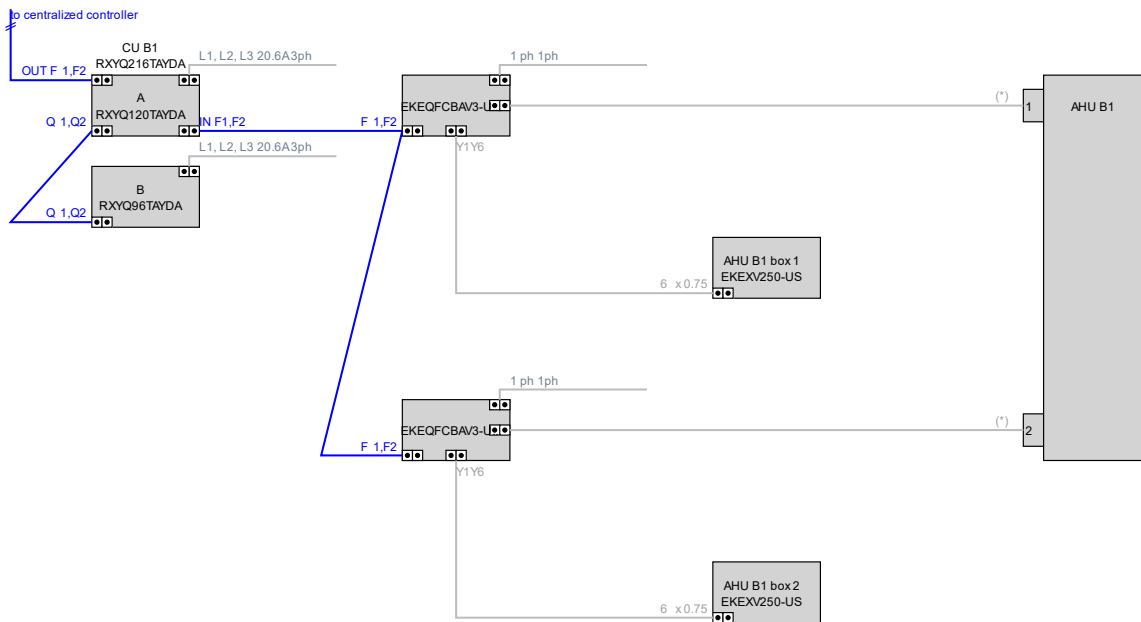 to centralized controller
CU B1
RXYQ216TAYDA
L1, L2, L3 20.6A3ph
1 ph 1ph
OUT F 1,F2
A
RXYQ120TAYDA
EKEQFCBAV3-U
(*)
1
AHU B1
Q 1,Q2
IN F1,F2
F 1,F2
Y1Y6
L1, L2, L3 20.6A3ph
B
RXYQ96TAYDA
Q 1,Q2
AHU B1 box 1
EKEXV250-US
6 x 0.75
1 ph 1ph
EKEQFCBAV3-U
(*)
2
F 1,F2
Y1Y6
AHU B1 box 2
EKEXV250-US
6 x 0.75